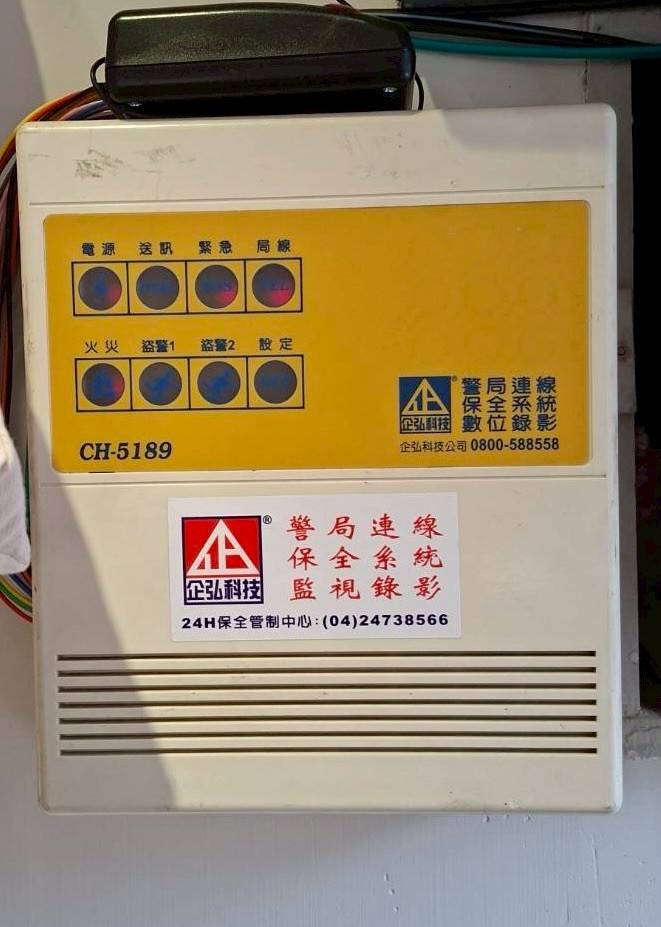 電源 送訊 緊急 局線
火災 盜警1 盜警2 設定
CH-5189
企弘科技
警局連線
保全系統
數位錄影
企弘科技公司 0800-588558
企弘科技
®
警局連線
保全系統
監視錄影
24H保全管制中心:(04)24738566